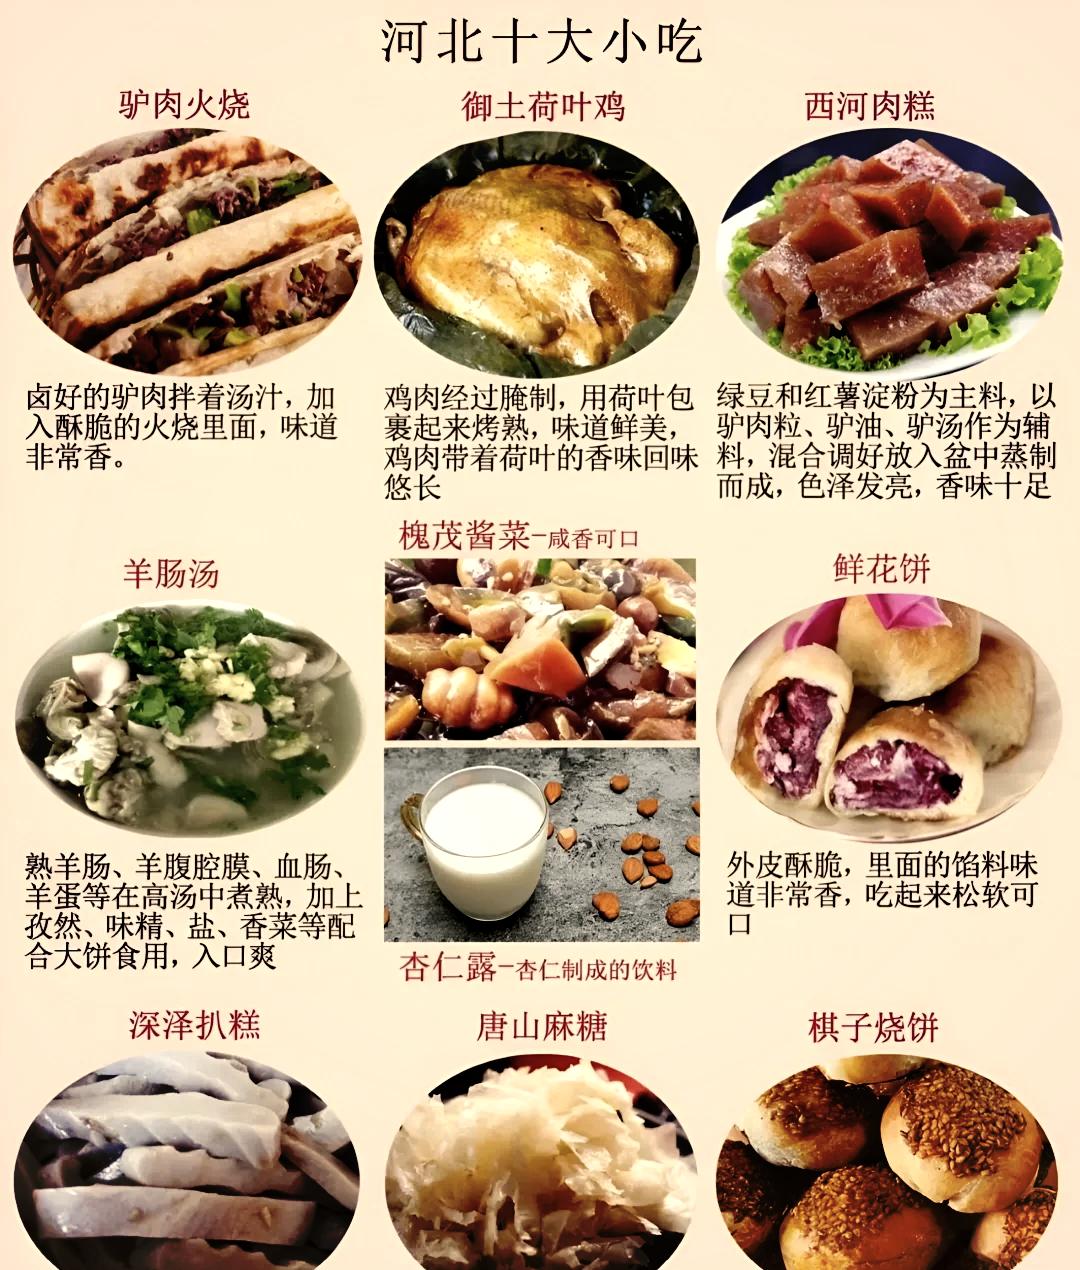 河北十大小吃
驴肉火烧
御土荷叶鸡
西河肉糕
卤好的驴肉拌着汤汁，加
入酥脆的火烧里面，味道
非常香。
鸡肉经过腌制，用荷叶包
裹起来烤熟，味道鲜美，
鸡肉带着荷叶的香味回味
悠长
绿豆和红薯淀粉为主料，以
驴肉粒、驴油、驴汤作为辅
料，混合调好放入盆中蒸制
而成，色泽发亮，香味十足
羊肠汤
槐茂酱菜-咸香可口
鲜花饼
熟羊肠、羊腹腔膜、血肠、
羊蛋等在高汤中煮熟，加上
孜然、味精、盐、香菜等配
合大饼食用，入口爽
外皮酥脆，里面的馅料味
道非常香，吃起来松软可
口
杏仁露-杏仁制成的饮料
深泽扒糕
唐山麻糖
棋子烧饼